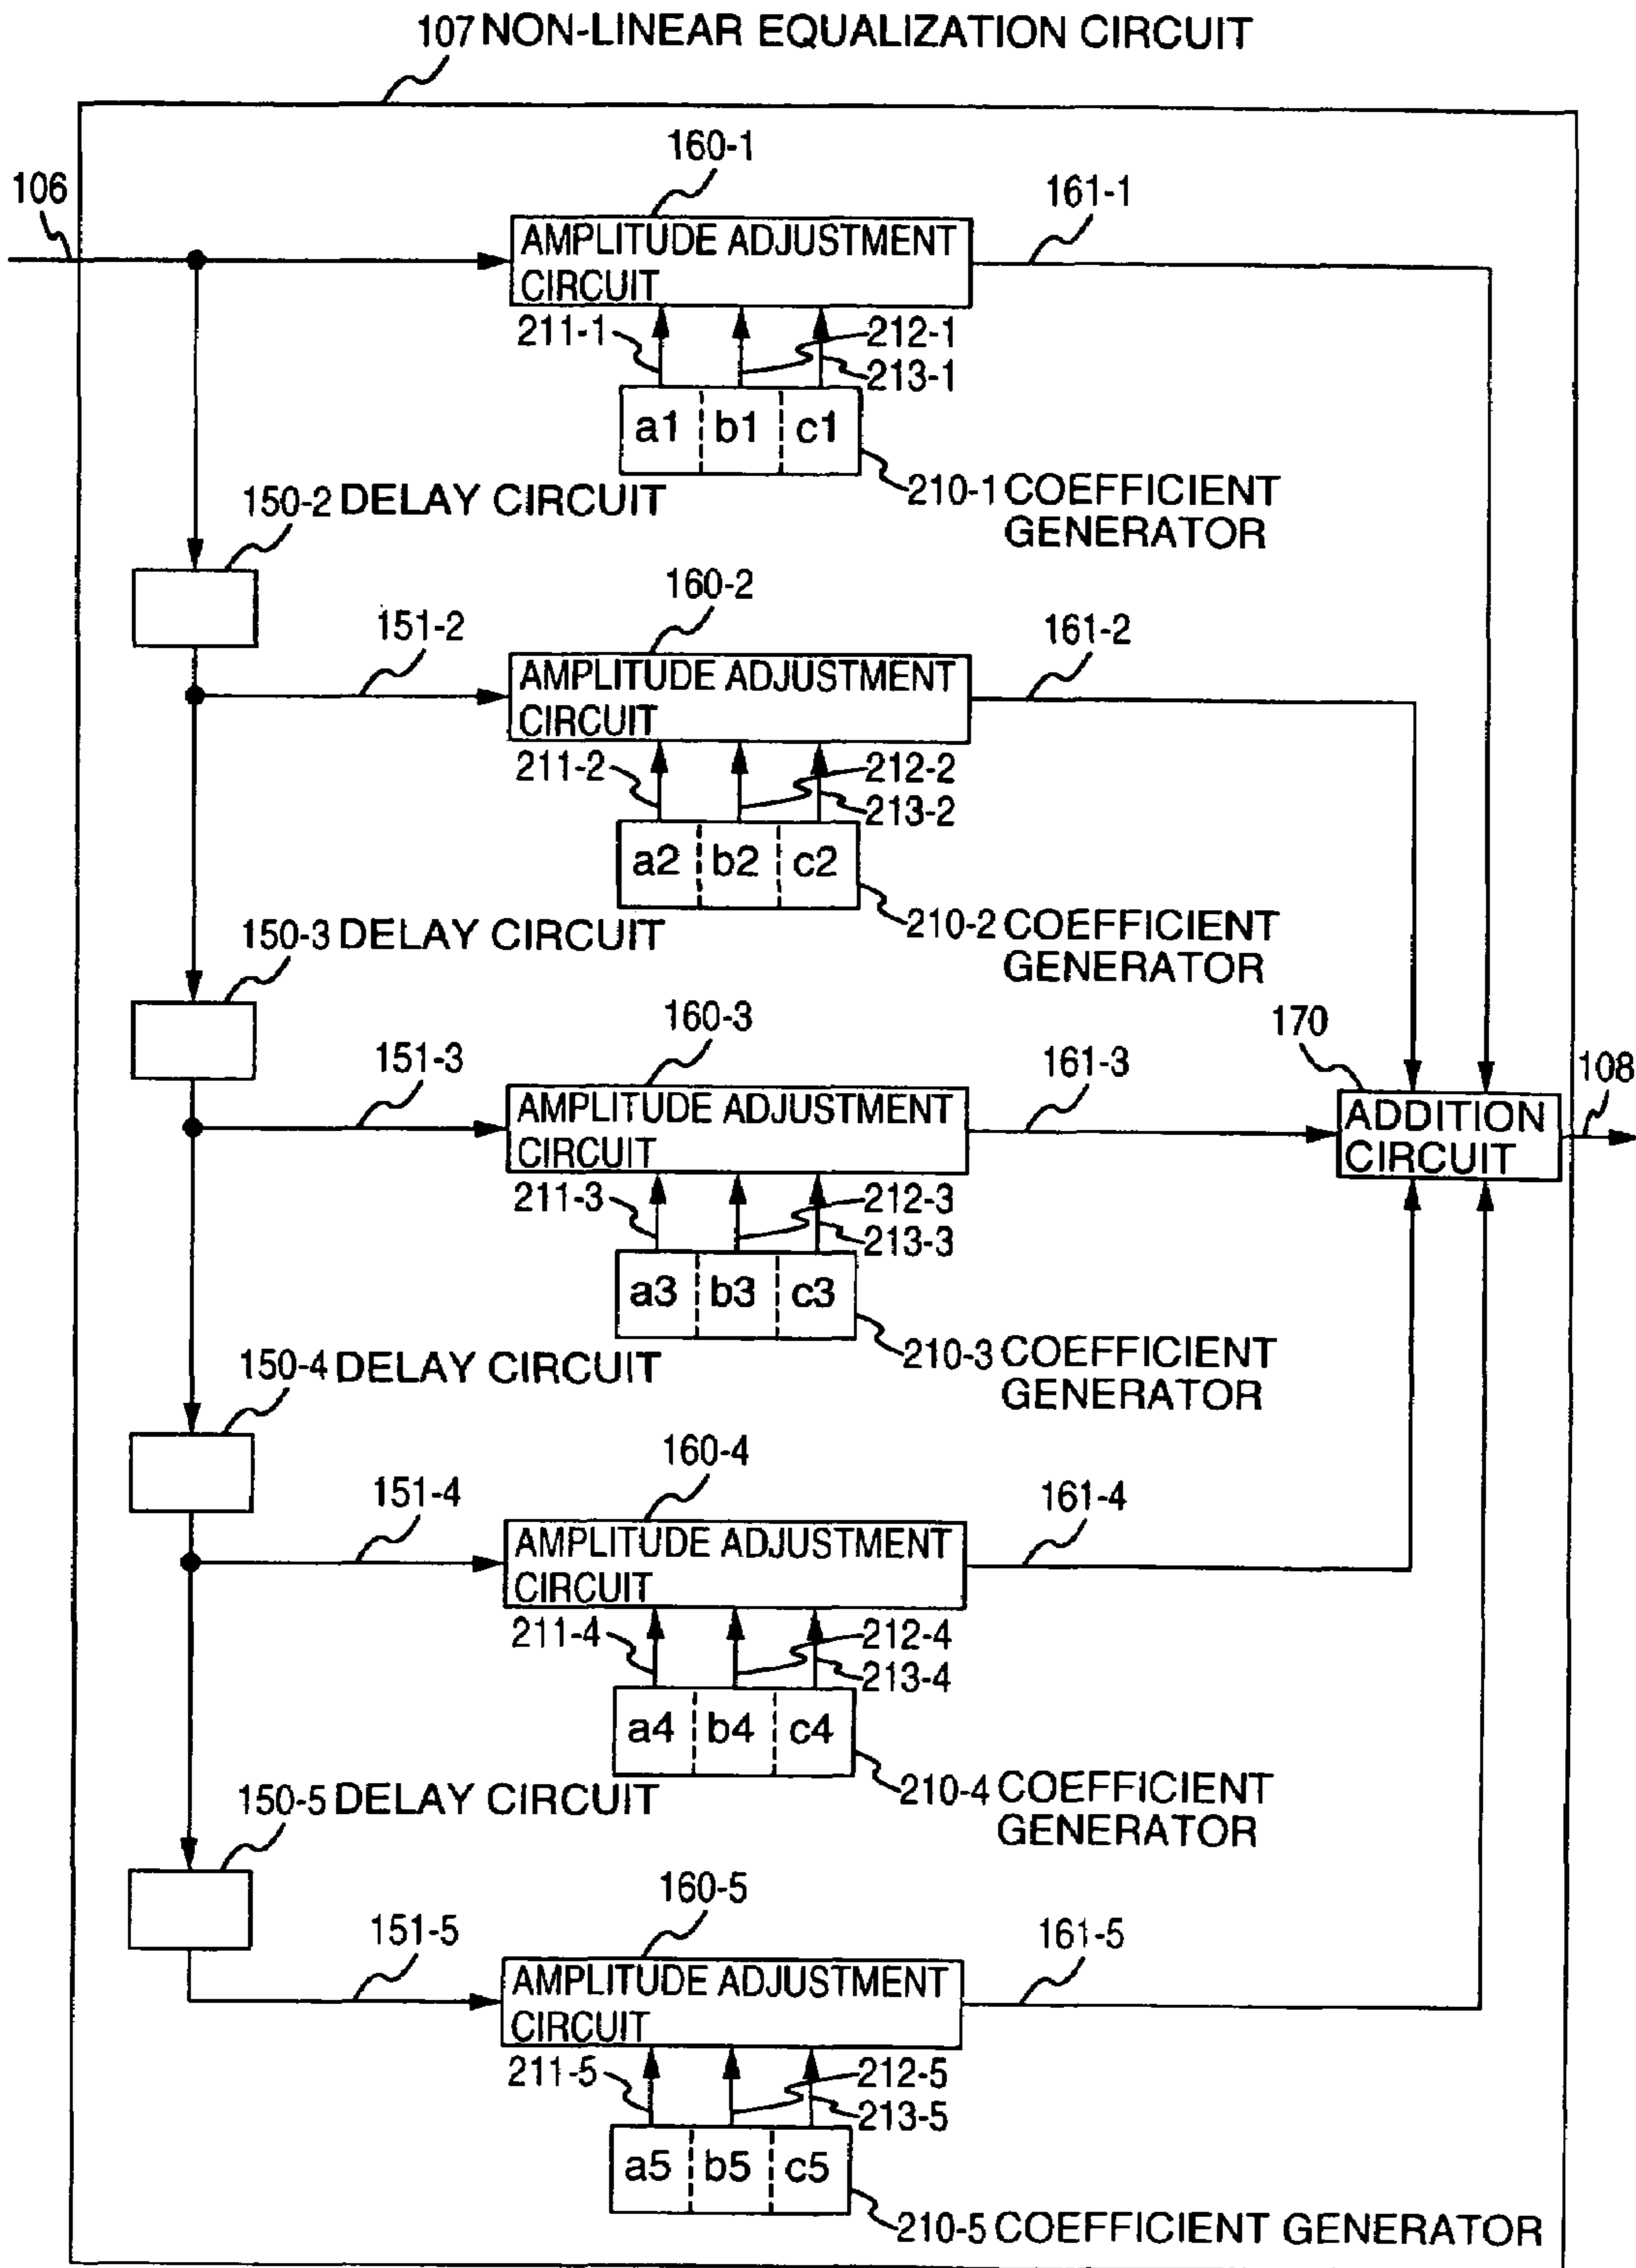 107 NON-LINEAR EQUALIZATION CIRCUIT
160-1
106
161-1
AMPLITUDE ADJUSTMENT
CIRCUIT
211-1
212-1
213-1
a1 b1 c1
210-1 COEFFICIENT
GENERATOR
150-2 DELAY CIRCUIT
160-2
151-2
161-2
AMPLITUDE ADJUSTMENT
CIRCUIT
211-2
212-2
213-2
a2 b2 c2
210-2 COEFFICIENT
GENERATOR
150-3 DELAY CIRCUIT
160-3
170
151-3
161-3
108
AMPLITUDE ADJUSTMENT
CIRCUIT
ADDITION
CIRCUIT
211-3
212-3
213-3
a3 b3 c3
210-3 COEFFICIENT
GENERATOR
150-4 DELAY CIRCUIT
160-4
151-4
161-4
AMPLITUDE ADJUSTMENT
CIRCUIT
211-4
212-4
213-4
a4 b4 c4
210-4 COEFFICIENT
GENERATOR
150-5 DELAY CIRCUIT
160-5
151-5
161-5
AMPLITUDE ADJUSTMENT
CIRCUIT
211-5
212-5
213-5
a5 b5 c5
210-5 COEFFICIENT GENERATOR